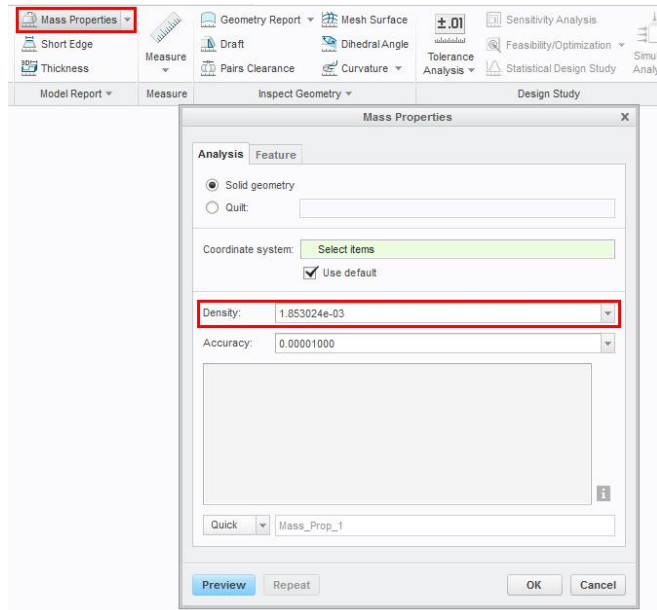 Mass Properties
Geometry Report
Mesh Surface
±.01
Sensitivity Analysis
Short Edge
Draft
Dihedral Angle
Feasibility/Optimization
Measure
Tolerance
Analysis
Thickness
Pairs Clearance
Curvature
Statistical Design Study
Model Report
Measure
Inspect Geometry
Design Study
Mass Properties
X
Analysis
Feature
Solid geometry
Quilt:
Coordinate system:
Select items
Use default
Density:
1.853024e-03
Accuracy:
0.00001000
Quick
Mass_Prop_1
Preview
Repeat
OK
Cancel